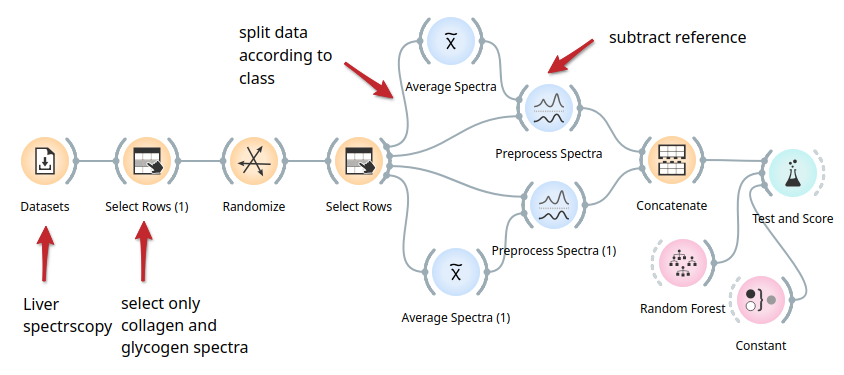 split data
according to
class
subtract reference
Average Spectra
Preprocess Spectra
Datasets
Select Rows (1)
Randomize
Select Rows
Concatenate
Test and Score
Preprocess Spectra (1)
Average Spectra (1)
Random Forest
Constant
Liver
spectrscopy
select only
collagen and
glycogen spectra